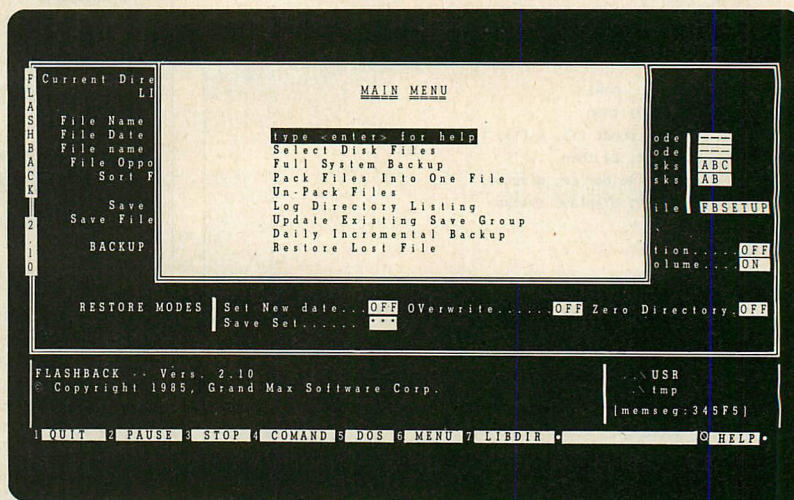 FLASHBACK 2.10
Current Dire
LI
File Name
File Date
File name
File Oppo
Sort F
Save
Save File
BACKUP
MAIN MENU
type <enter> for help
Select Disk Files
Full System Backup
Pack Files Into One File
Un-Pack Files
Log Directory Listing
Update Existing Save Group
Daily Incremental Backup
Restore Lost File
ode ---
ode ---
sks ABC
sks AB
ile FBSETUP
tion.....OFF
olume....ON
RESTORE MODES Set New date...OFF OVerwrite......OFF Zero Directory.OFF
Save Set...... ***
FLASHBACK -- Vers. 2.10
© Copyright 1985, Grand Max Software Corp.
..\USR
.\tmp
[memseg:345F5]
1 QUIT 2 PAUSE 3 STOP 4 COMAND 5 DOS 6 MENU 7 LIBDIR • 0 HELP •